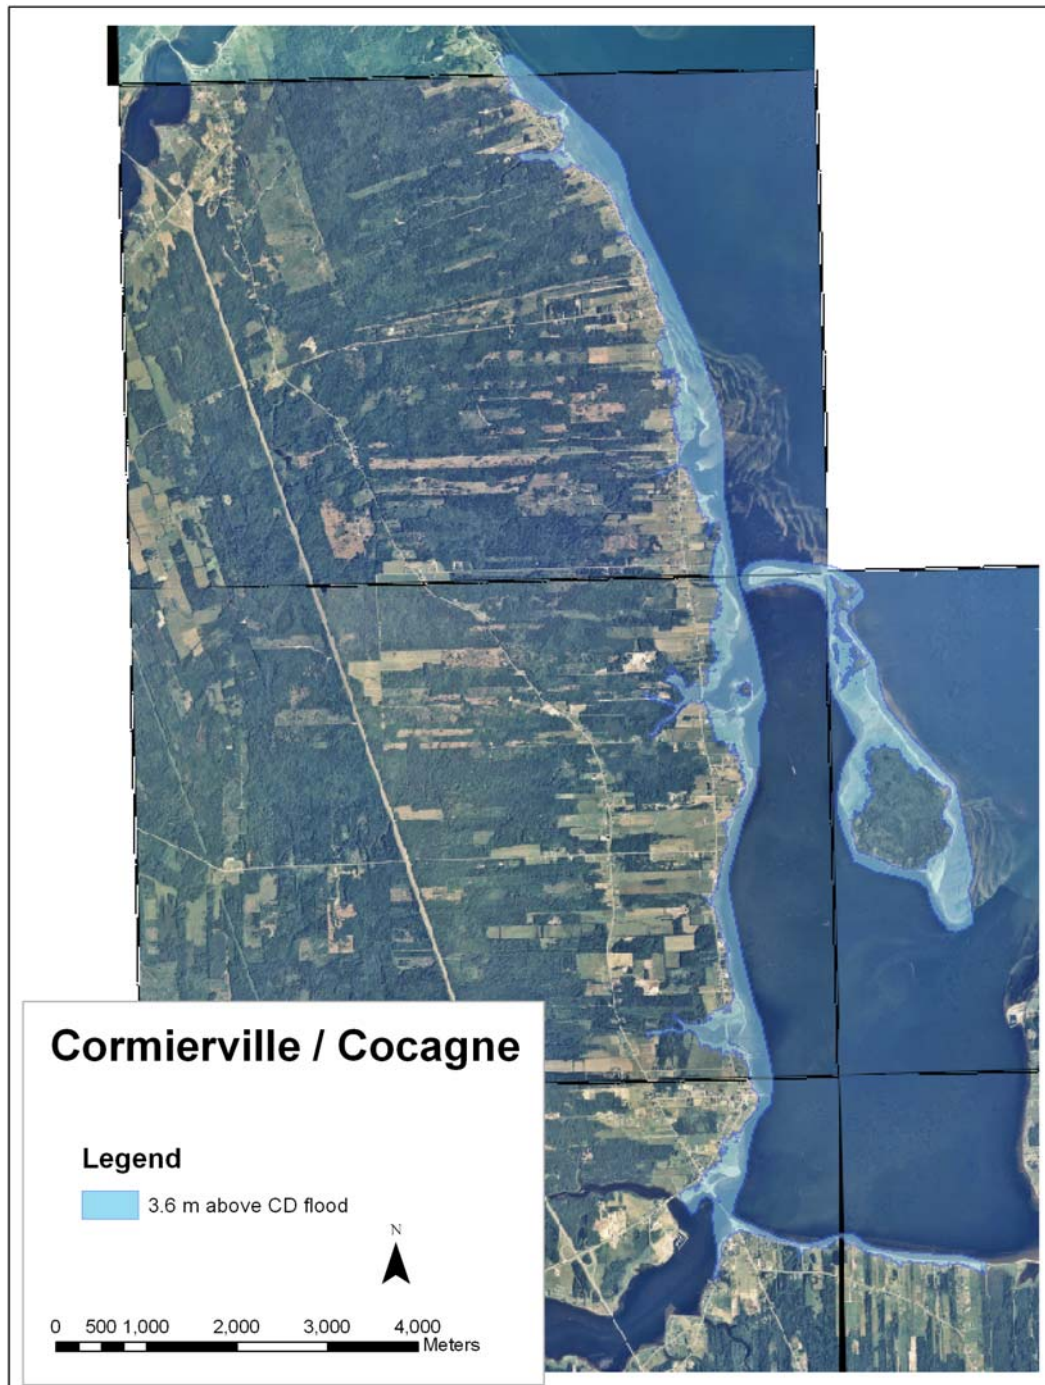 Cormierville / Cocagne
Legend
3.6 m above CD flood
N
0 500 1,000 2,000 3,000 4,000
Meters